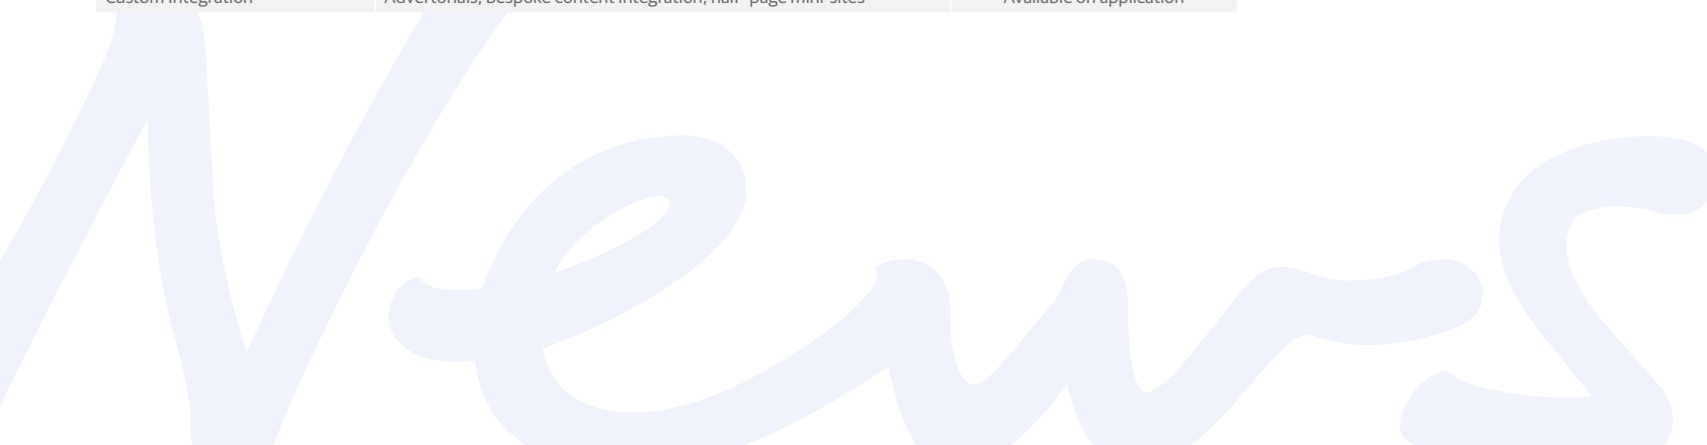 Custom Integration Advertorials, bespoke content integration, half-page mini-sites Available on application
News